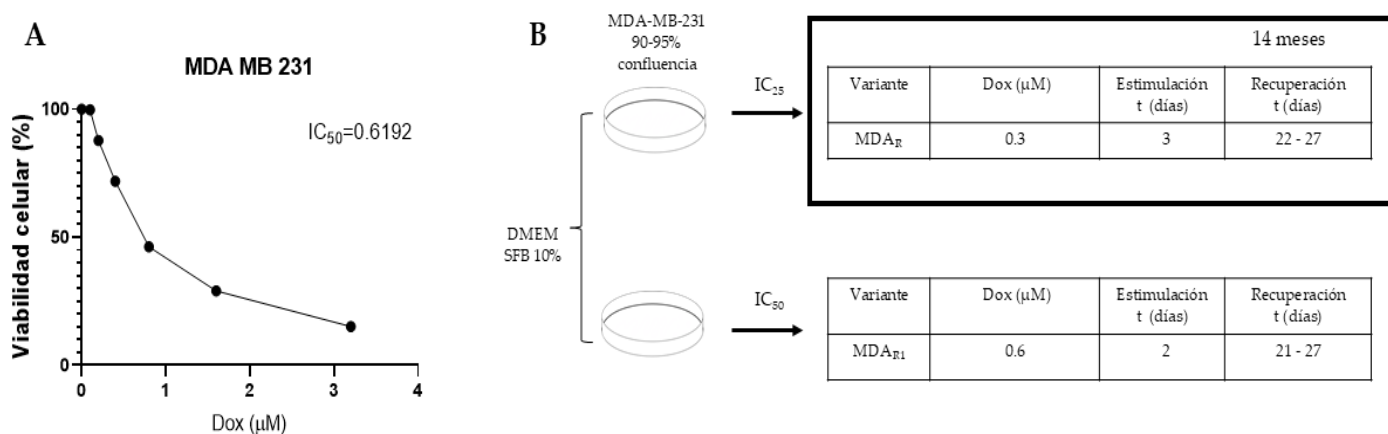 A
MDA MB 231
IC50=0.6192
Viabilidad celular (%)
100
50
0
0 1 2 3 4
Dox (µM)
B
MDA-MB-231
90-95%
confluencia
DMEM
SFB 10%
IC25
14 meses
Variante Dox (µM) Estimulación t (días) Recuperación t (días)
MDAR 0.3 3 22 - 27
IC50
Variante Dox (µM) Estimulación t (días) Recuperación t (días)
MDAR1 0.6 2 21 - 27